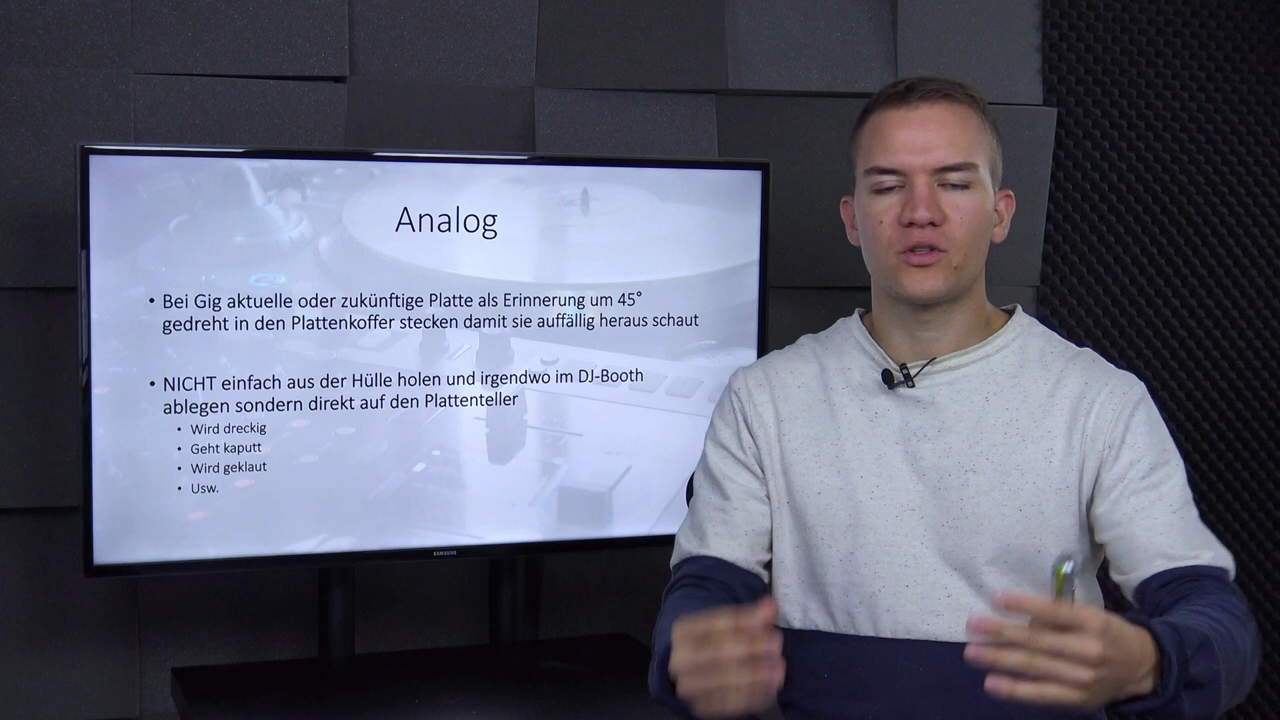 Analog
• Bei Gig aktuelle oder zukünftige Platte als Erinnerung um 45°
gedreht in den Plattenkoffer stecken damit sie auffällig heraus schaut
• NICHT einfach aus der Hülle holen und irgendwo im DJ-Booth
ablegen sondern direkt auf den Plattenteller
• Wird dreckig
• Geht kaputt
• Wird geklaut
• Usw.
SAMSUNG